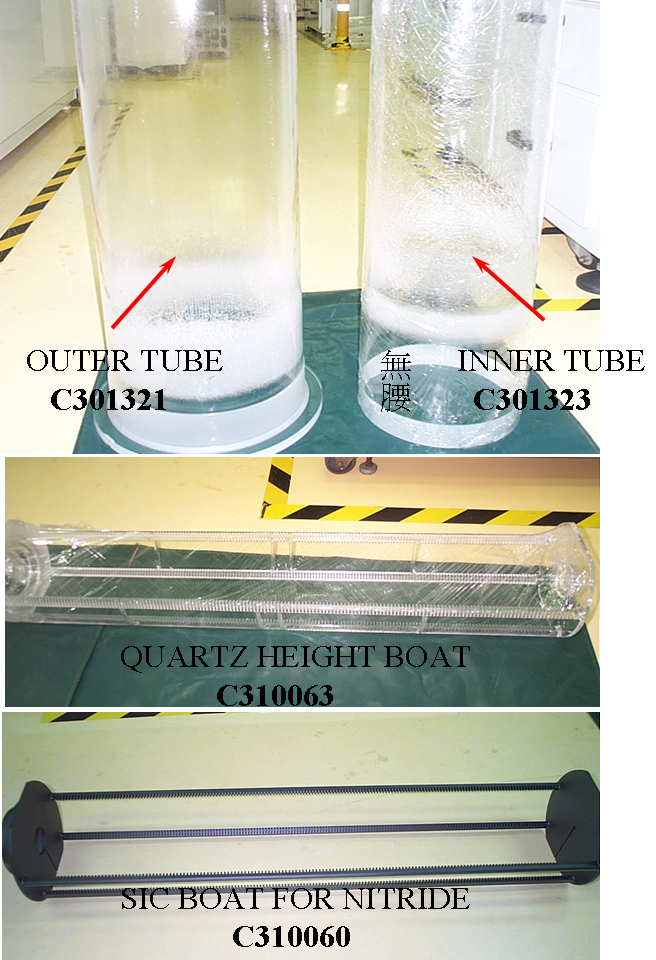 OUTER TUBE
C301321
無腰
INNER TUBE
C301323
QUARTZ HEIGHT BOAT
C310063
SIC BOAT FOR NITRIDE
C310060